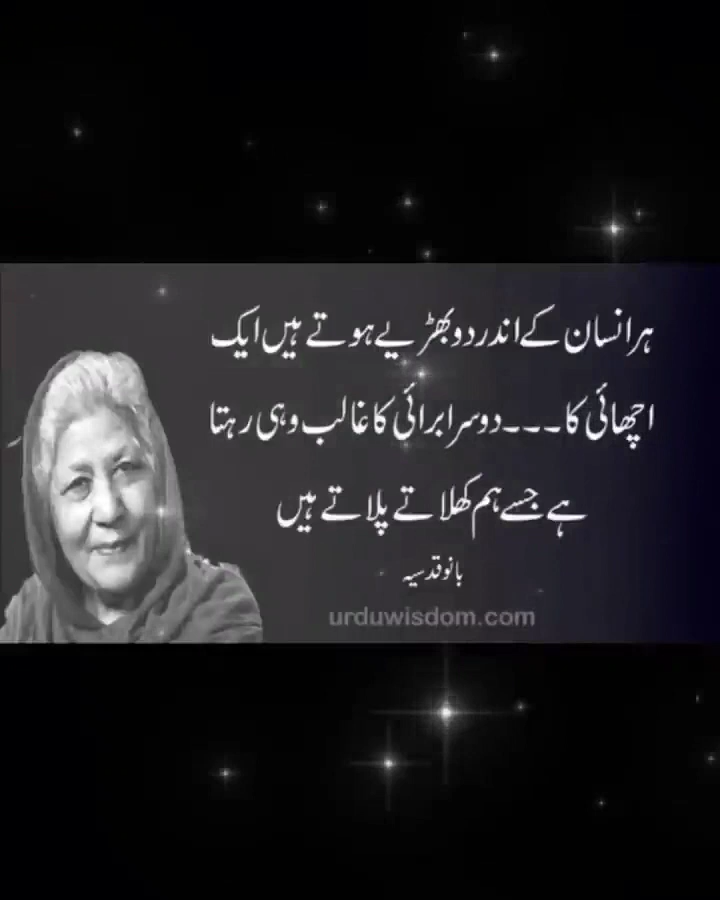 ہر انسان کے اندر دو بھڑیے ہوتے ہیں ایک
اچھائی کا۔۔۔دوسرا برائی کا غالب وہی رہتا
ہے جسے ہم کھلاتے پلاتے ہیں
بانو قدسیہ
urduwisdom.com